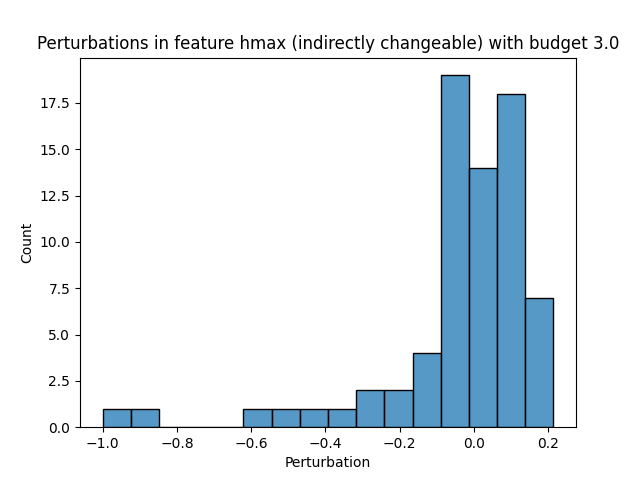 Perturbations in feature hmax (indirectly changeable) with budget 3.0
17.5
15.0
12.5
10.0
7.5
5.0
2.5
0.0
Count
−1.0 −0.8 −0.6 −0.4 −0.2 0.0 0.2
Perturbation